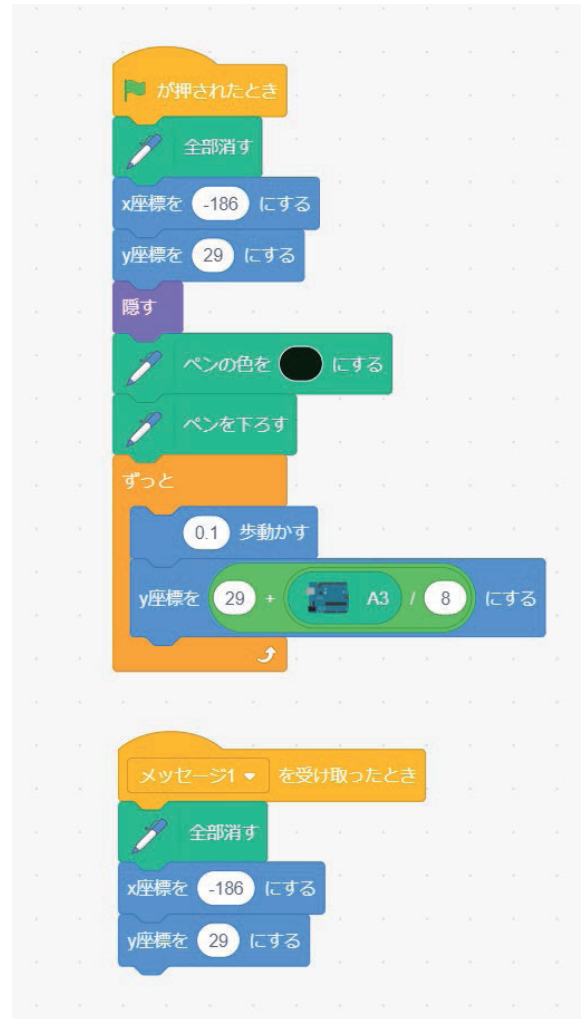 が押されたとき
全部消す
x座標を -186 にする
y座標を 29 にする
隠す
ペンの色を にする
ペンを下ろす
ずっと
0.1 歩動かす
y座標を 29 + A3 / 8 にする
メッセージ1 を受け取ったとき
全部消す
x座標を -186 にする
y座標を 29 にする